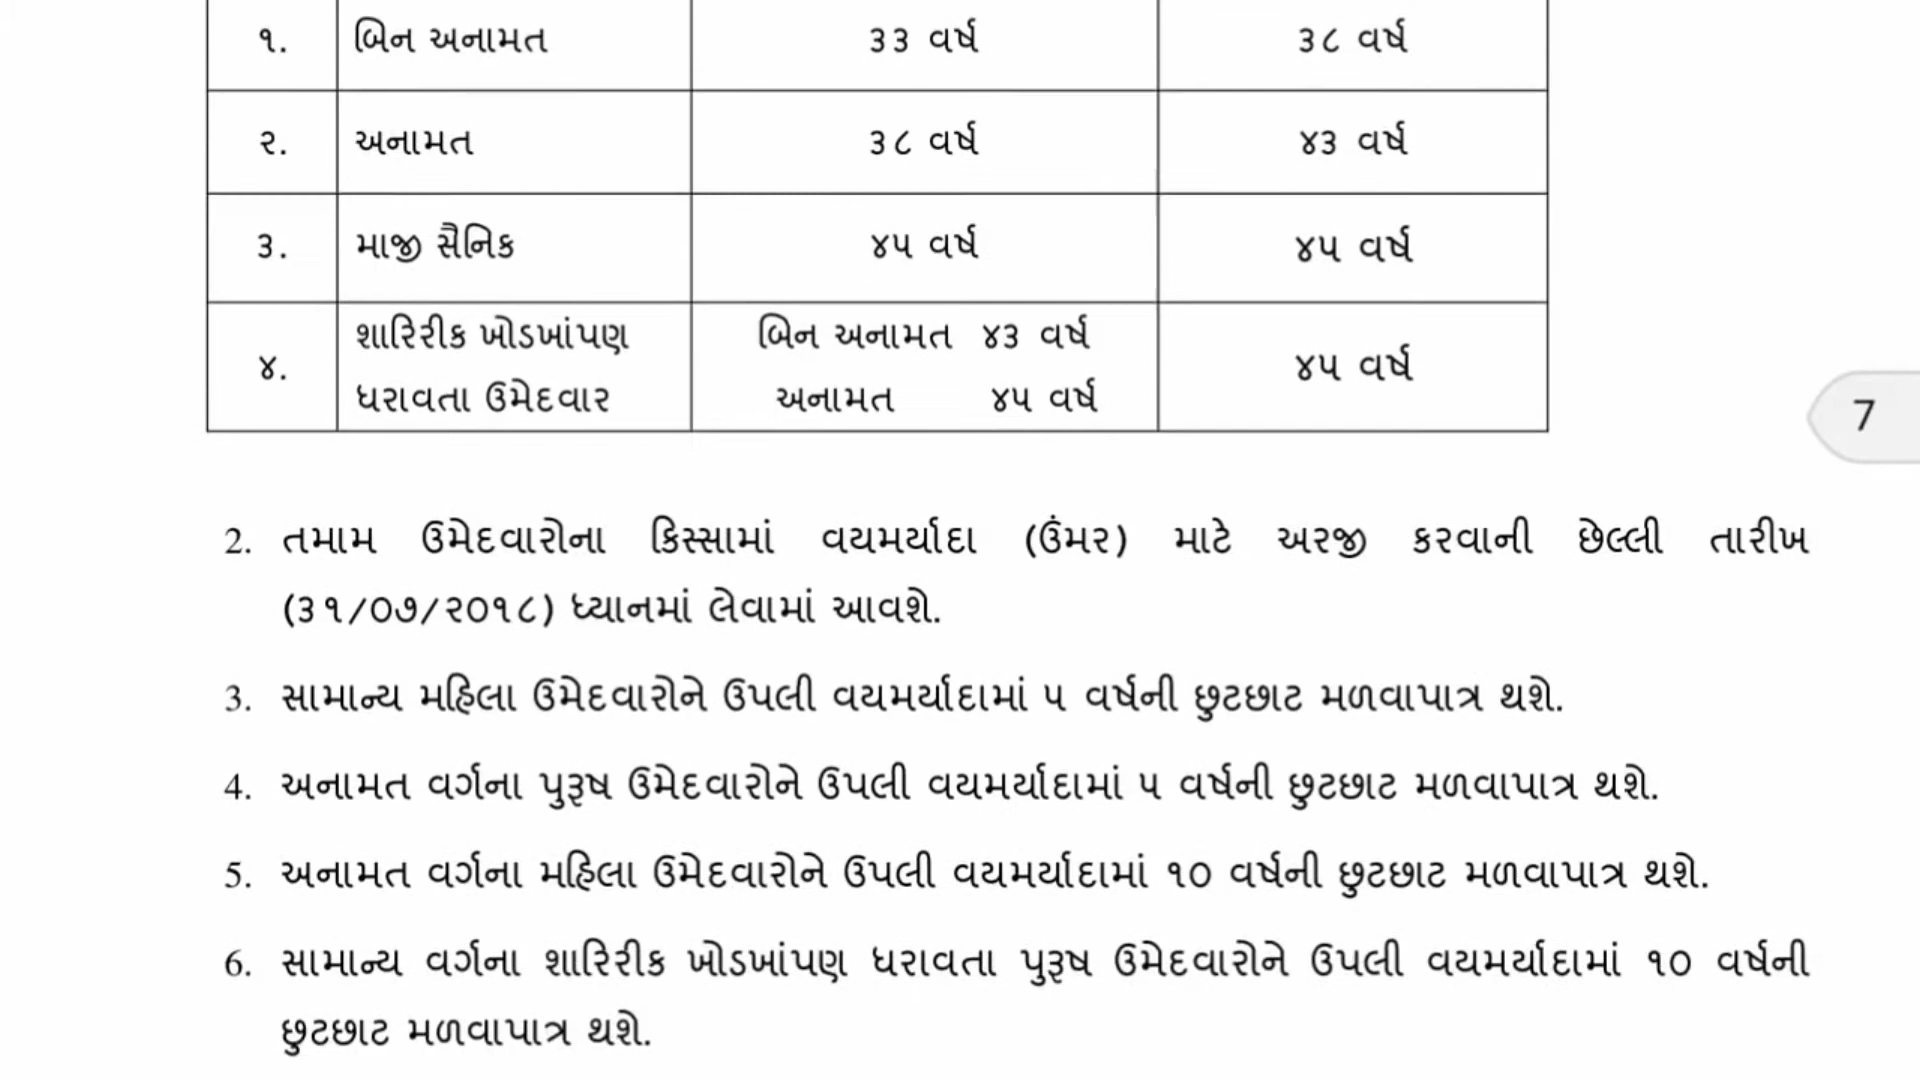 ૧. બિન અનામત ૩૩ વર્ષ ૩૮ વર્ષ
૨. અનામત ૩૮ વર્ષ ૪૩ વર્ષ
૩. માજી સૈનિક ૪૫ વર્ષ ૪૫ વર્ષ
૪. શારિરીક ખોડખાંપણ બિન અનામત ૪૩ વર્ષ ૪૫ વર્ષ
ધરાવતા ઉમેદવાર અનામત ૪૫ વર્ષ
7
2. તમામ ઉમેદવારોના કિસ્સામાં વયમર્યાદા (ઉંમર) માટે અરજી કરવાની છેલ્લી તારીખ
(૩૧/૦૭/૨૦૧૮) ધ્યાનમાં લેવામાં આવશે.
3. સામાન્ય મહિલા ઉમેદવારોને ઉપલી વયમર્યાદામાં ૫ વર્ષની છુટછાટ મળવાપાત્ર થશે.
4. અનામત વર્ગના પુરૂષ ઉમેદવારોને ઉપલી વયમર્યાદામાં ૫ વર્ષની છુટછાટ મળવાપાત્ર થશે.
5. અનામત વર્ગના મહિલા ઉમેદવારોને ઉપલી વયમર્યાદામાં ૧૦ વર્ષની છુટછાટ મળવાપાત્ર થશે.
6. સામાન્ય વર્ગના શારિરીક ખોડખાંપણ ધરાવતા પુરૂષ ઉમેદવારોને ઉપલી વયમર્યાદામાં ૧૦ વર્ષની
છુટછાટ મળવાપાત્ર થશે.